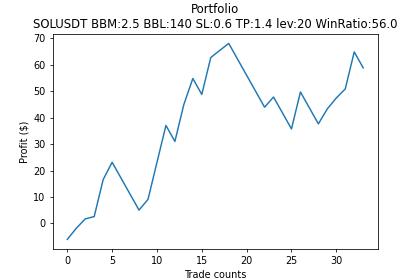 Portfolio
SOLUSDT BBM:2.5 BBL:140 SL:0.6 TP:1.4 lev:20 WinRatio:56.0
Profit ($)
70
60
50
40
30
20
10
0
0 5 10 15 20 25 30
Trade counts